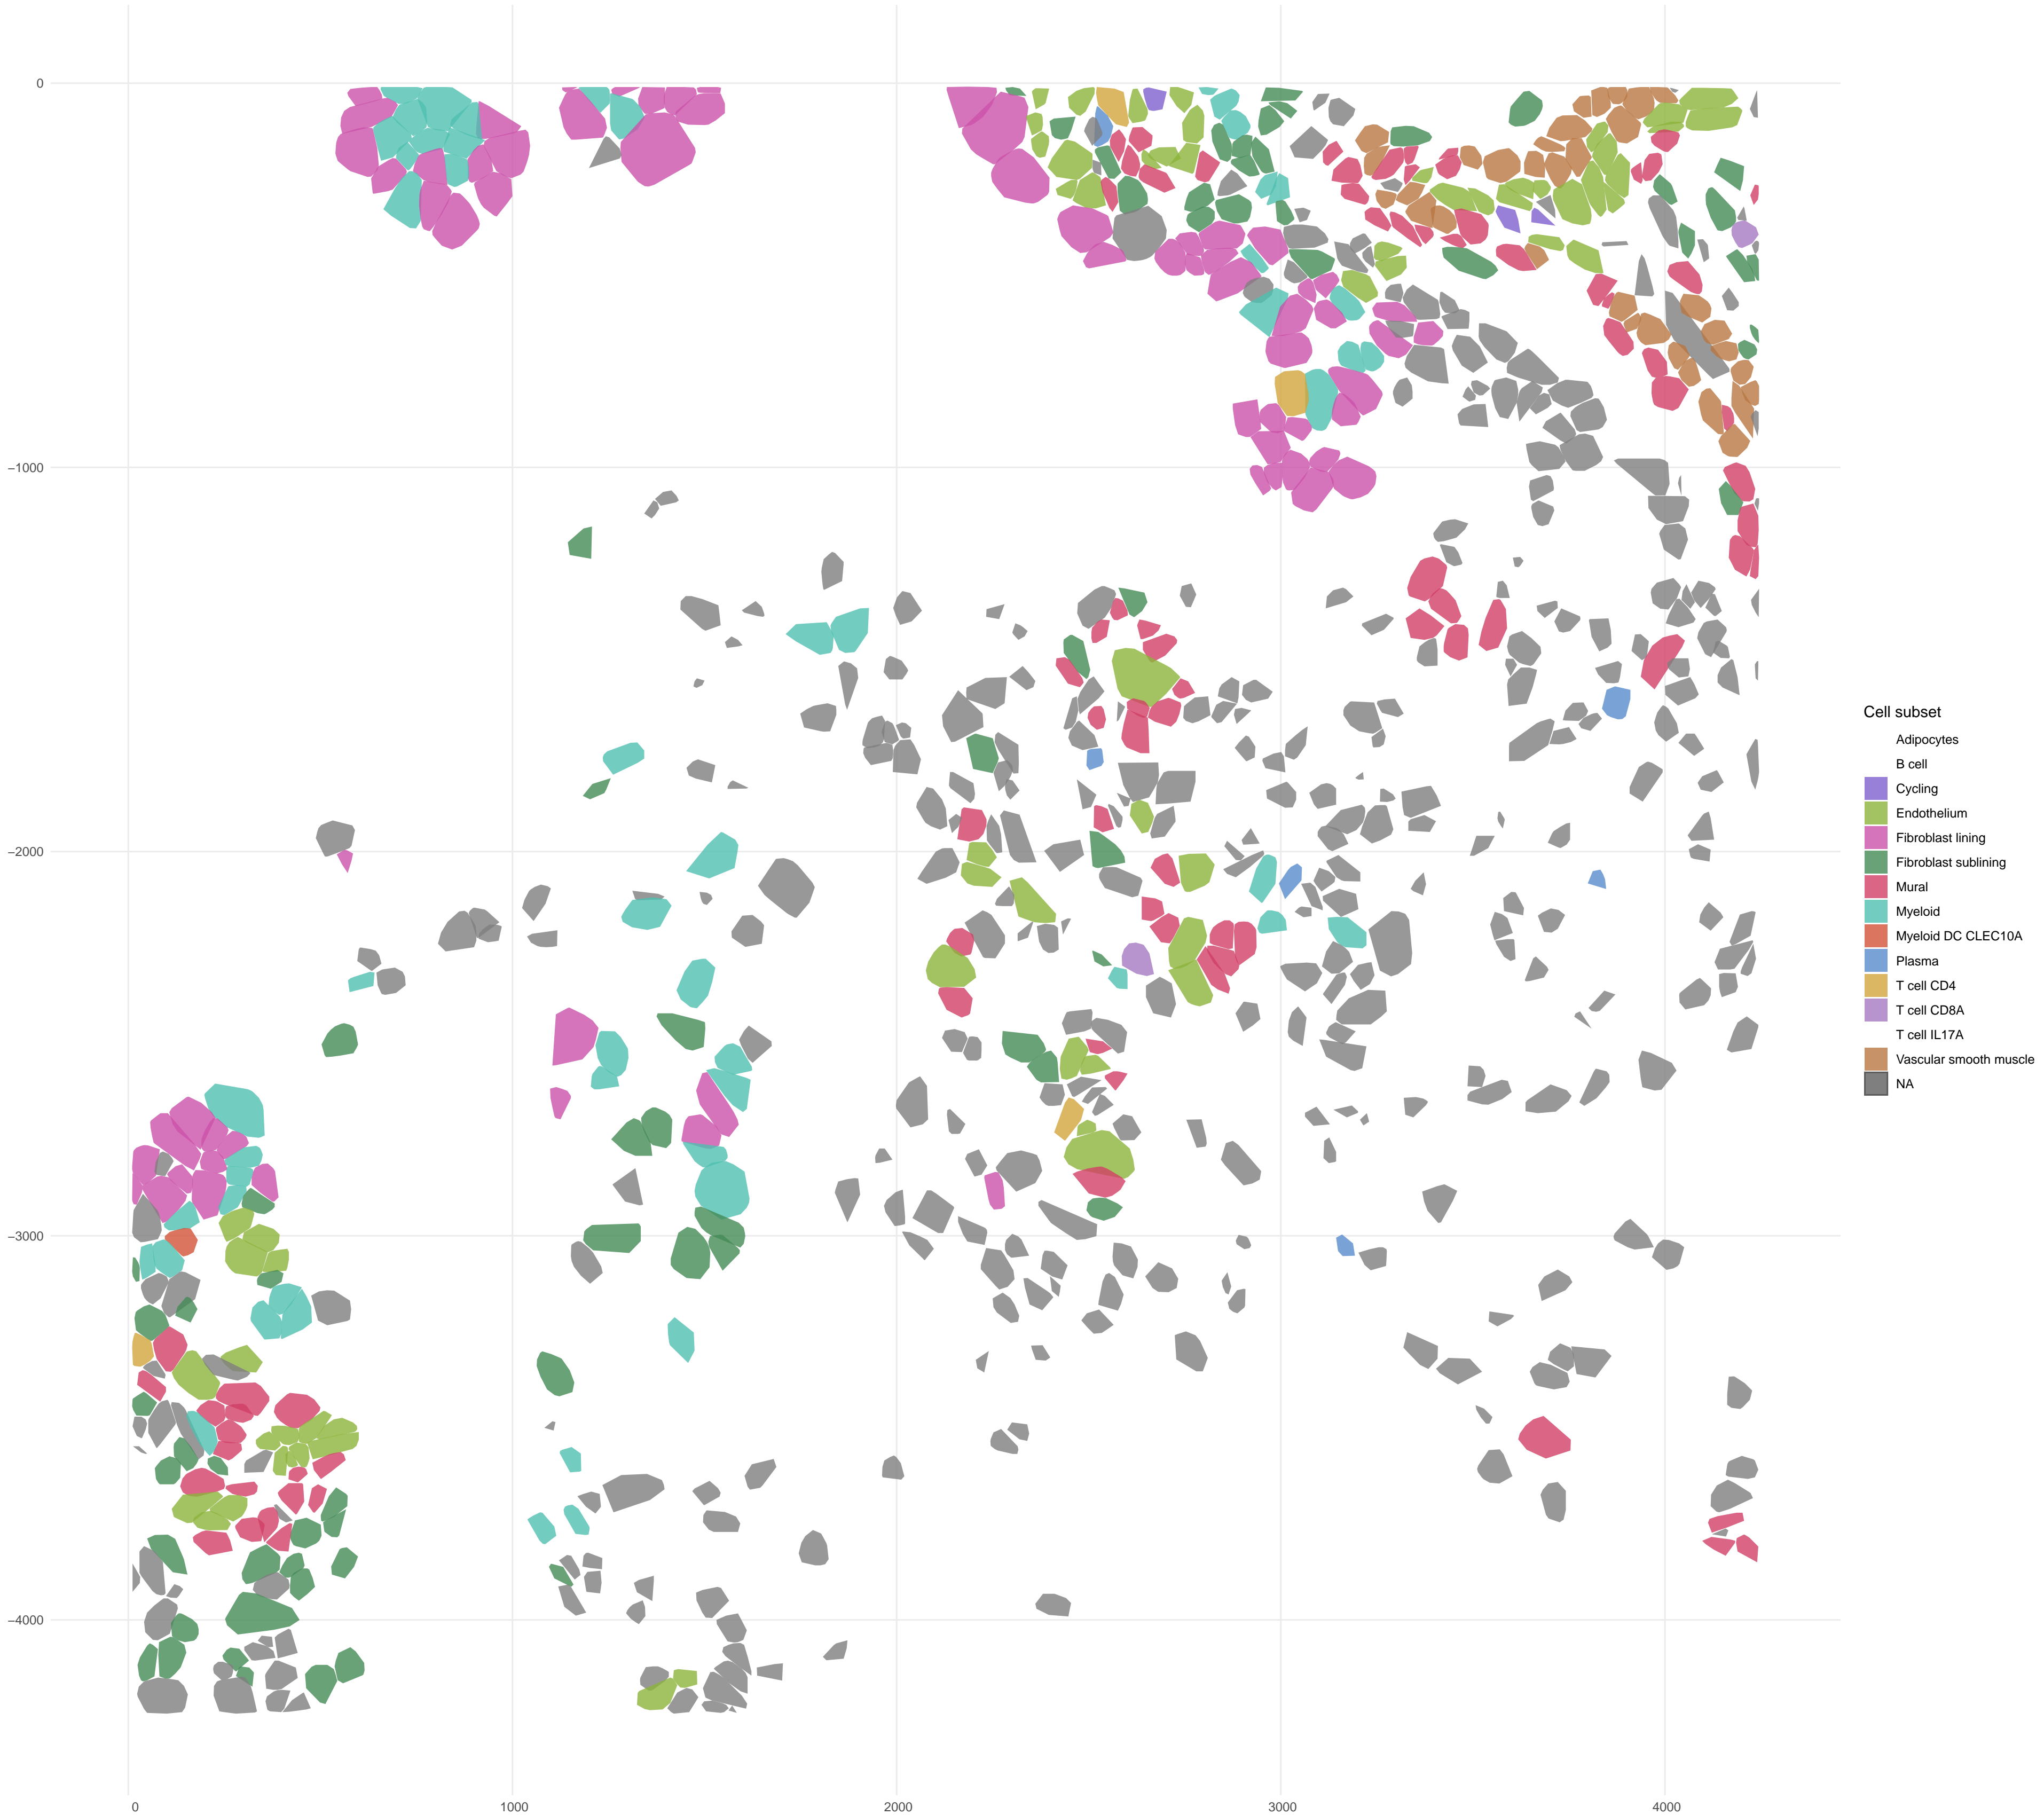 0
−1000
−2000
−3000
−4000
0
1000
2000
3000
4000
Cell subset
Adipocytes
B cell
Cycling
Endothelium
Fibroblast lining
Fibroblast sublining
Mural
Myeloid
Myeloid DC CLEC10A
Plasma
T cell CD4
T cell CD8A
T cell IL17A
Vascular smooth muscle
NA